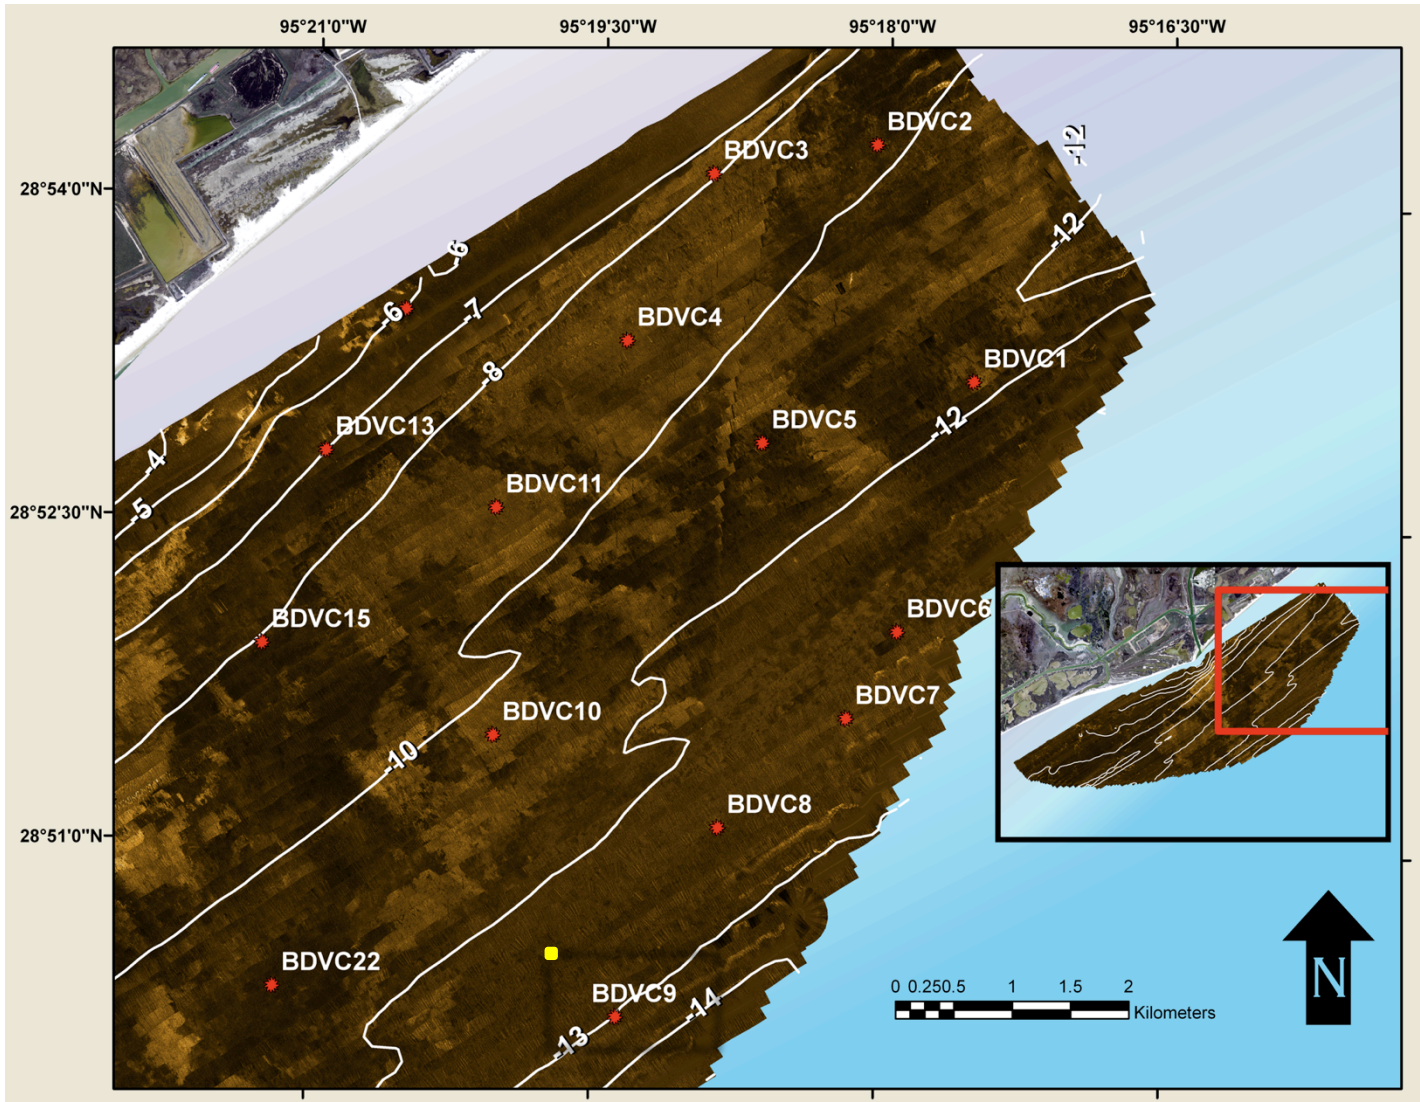 95°21'0"W
95°19'30"W
95°18'0"W
95°16'30"W
BDVC2
-12
BDVC3
28°54'0"N
-12
-6
-6
-7
BDVC4
BDVC1
-8
BDVC5
-12
BDVC13
-4
BDVC11
-5
28°52'30"N
BDVC6
BDVC15
BDVC7
BDVC10
-10
BDVC8
28°51'0"N
BDVC22
BDVC9
-14
-13
0 0.25 0.5 1 1.5 2
Kilometers
N